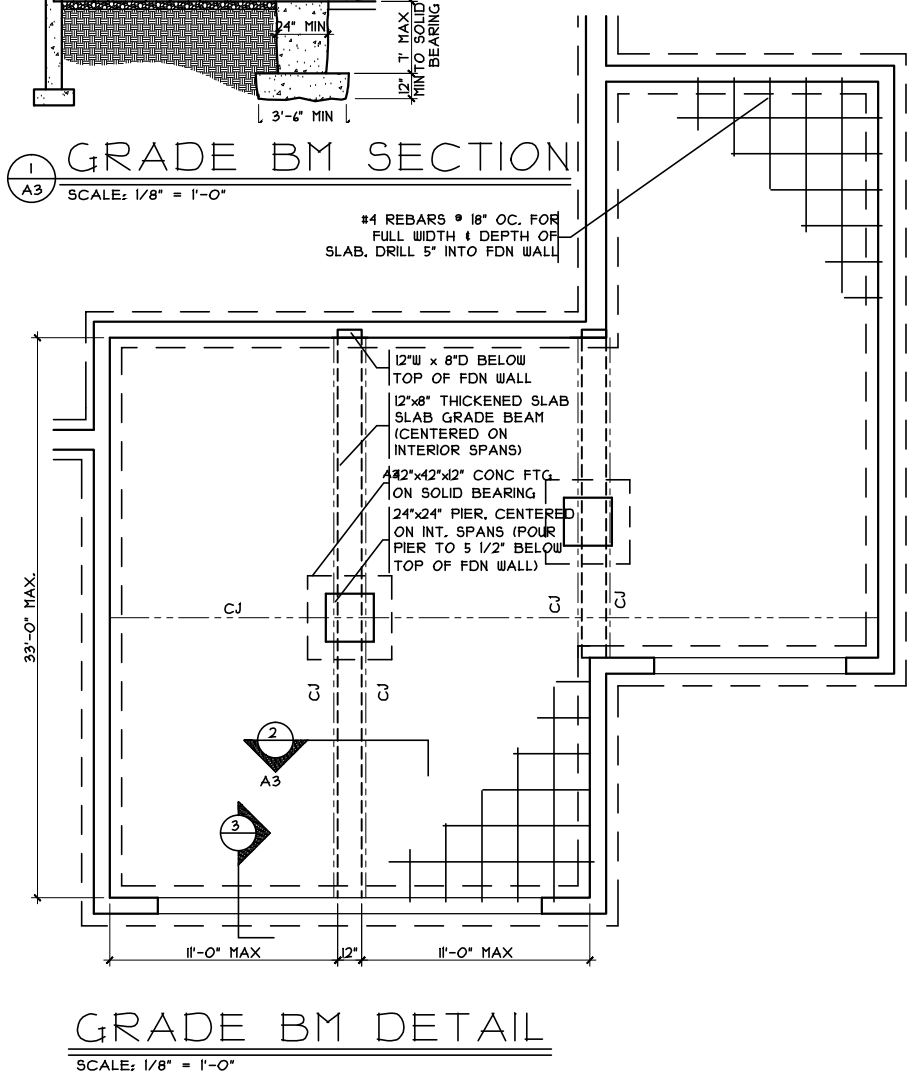 24" MIN
1' MAX
TO SOLID
BEARING
12"
MIN
3'-6" MIN
1
A3
GRADE BM SECTION
SCALE: 1/8" = 1'-0"
#4 REBARS @ 18" OC. FOR
FULL WIDTH & DEPTH OF
SLAB. DRILL 5" INTO FDN WALL
12"W x 8"D BELOW
TOP OF FDN WALL
12"x8" THICKENED SLAB
SLAB GRADE BEAM
(CENTERED ON
INTERIOR SPANS)
A3
42"x42"x12" CONC FTG
ON SOLID BEARING
24"x24" PIER, CENTERED
ON INT. SPANS (POUR
PIER TO 5 1/2" BELOW
TOP OF FDN WALL)
33'-0" MAX.
CJ
CJ
CJ
CJ
CJ
2
A3
3
11'-0" MAX
12"
11'-0" MAX
GRADE BM DETAIL
SCALE: 1/8" = 1'-0"